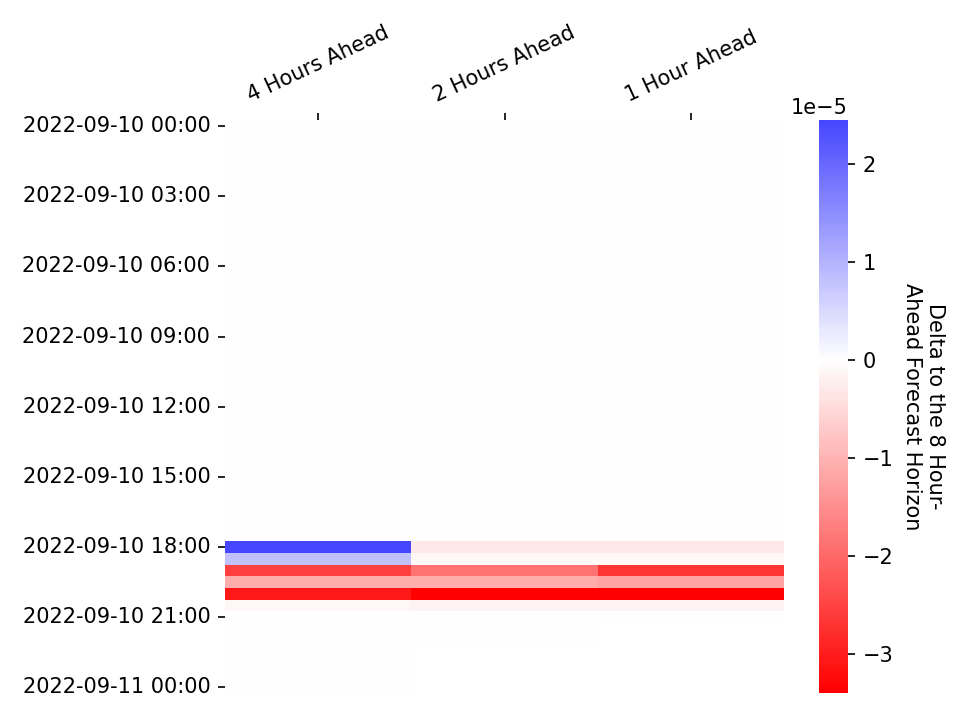 4 Hours Ahead
2 Hours Ahead
1 Hour Ahead
1e−5
2022-09-10 00:00
2022-09-10 03:00
2022-09-10 06:00
2022-09-10 09:00
2022-09-10 12:00
2022-09-10 15:00
2022-09-10 18:00
2022-09-10 21:00
2022-09-11 00:00
2
1
0
−1
−2
−3
Delta to the 8 Hour-
Ahead Forecast Horizon